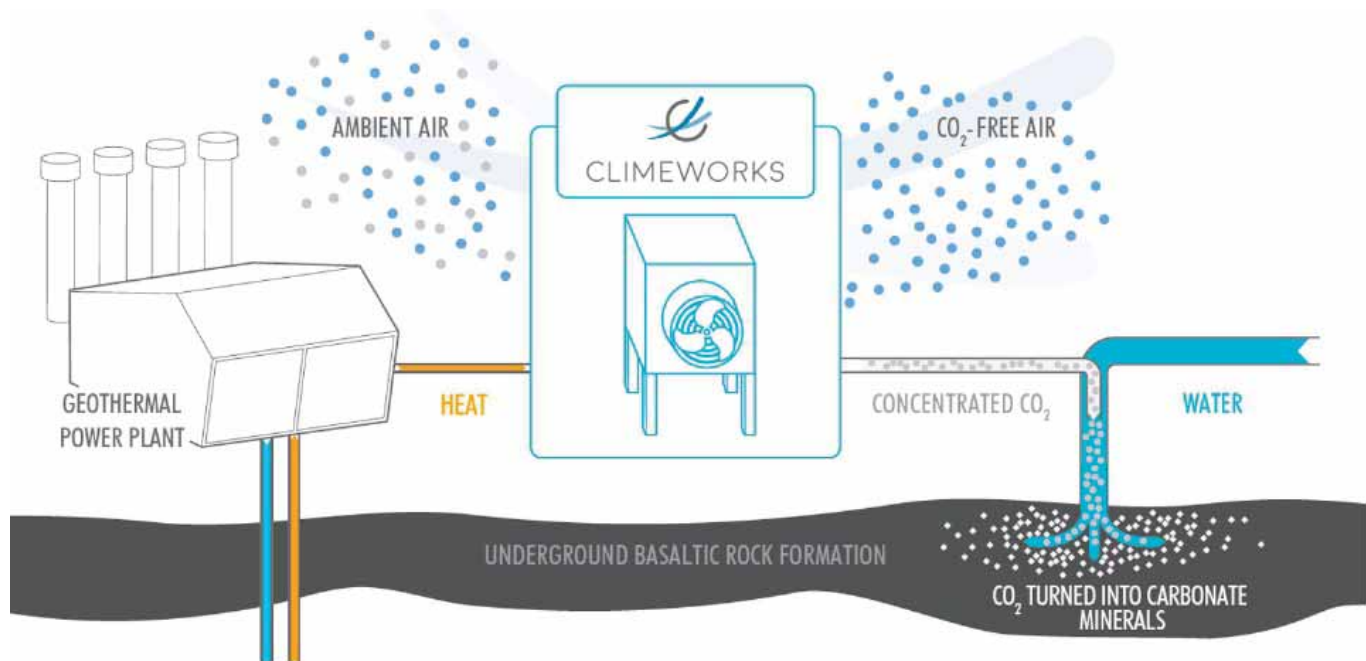 AMBIENT AIR
CLIMEWORKS
CO₂-FREE AIR
GEOTHERMAL
POWER PLANT
HEAT
CONCENTRATED CO₂
WATER
UNDERGROUND BASALTIC ROCK FORMATION
CO₂ TURNED INTO CARBONATE
MINERALS